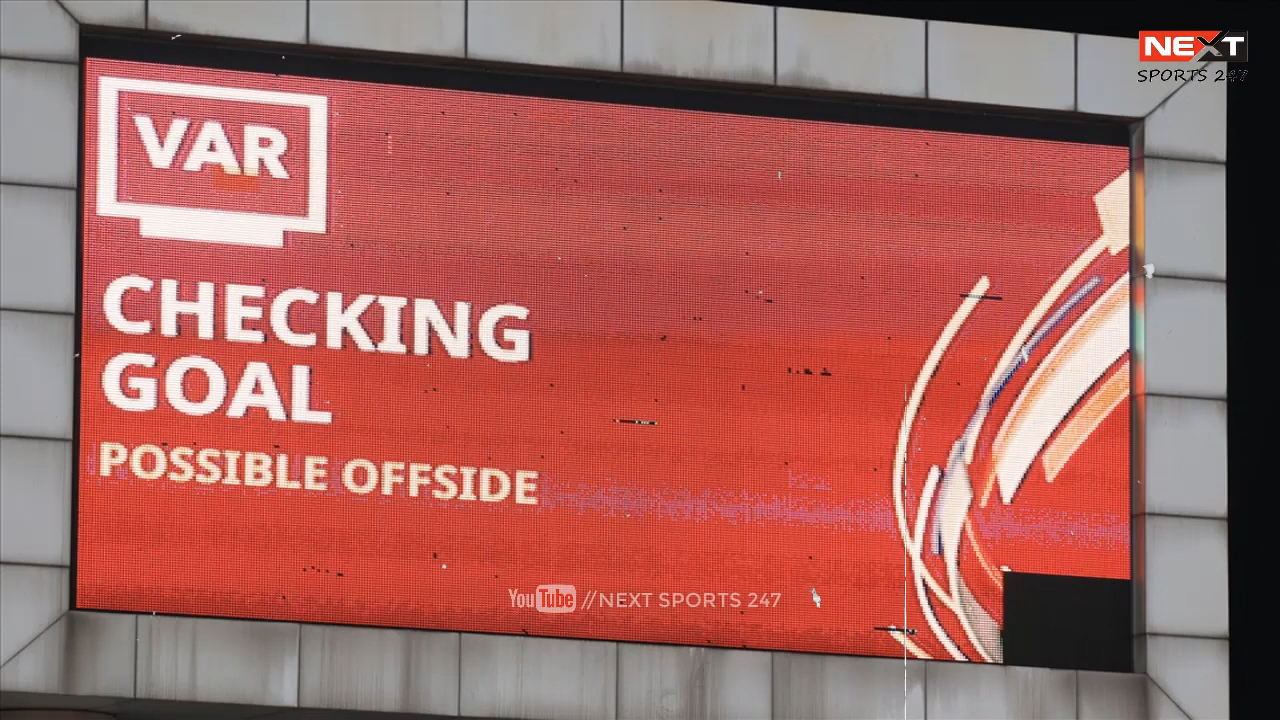 NEXT
SPORTS 247
VAR
CHECKING
GOAL
POSSIBLE OFFSIDE
YouTube //NEXT SPORTS 247